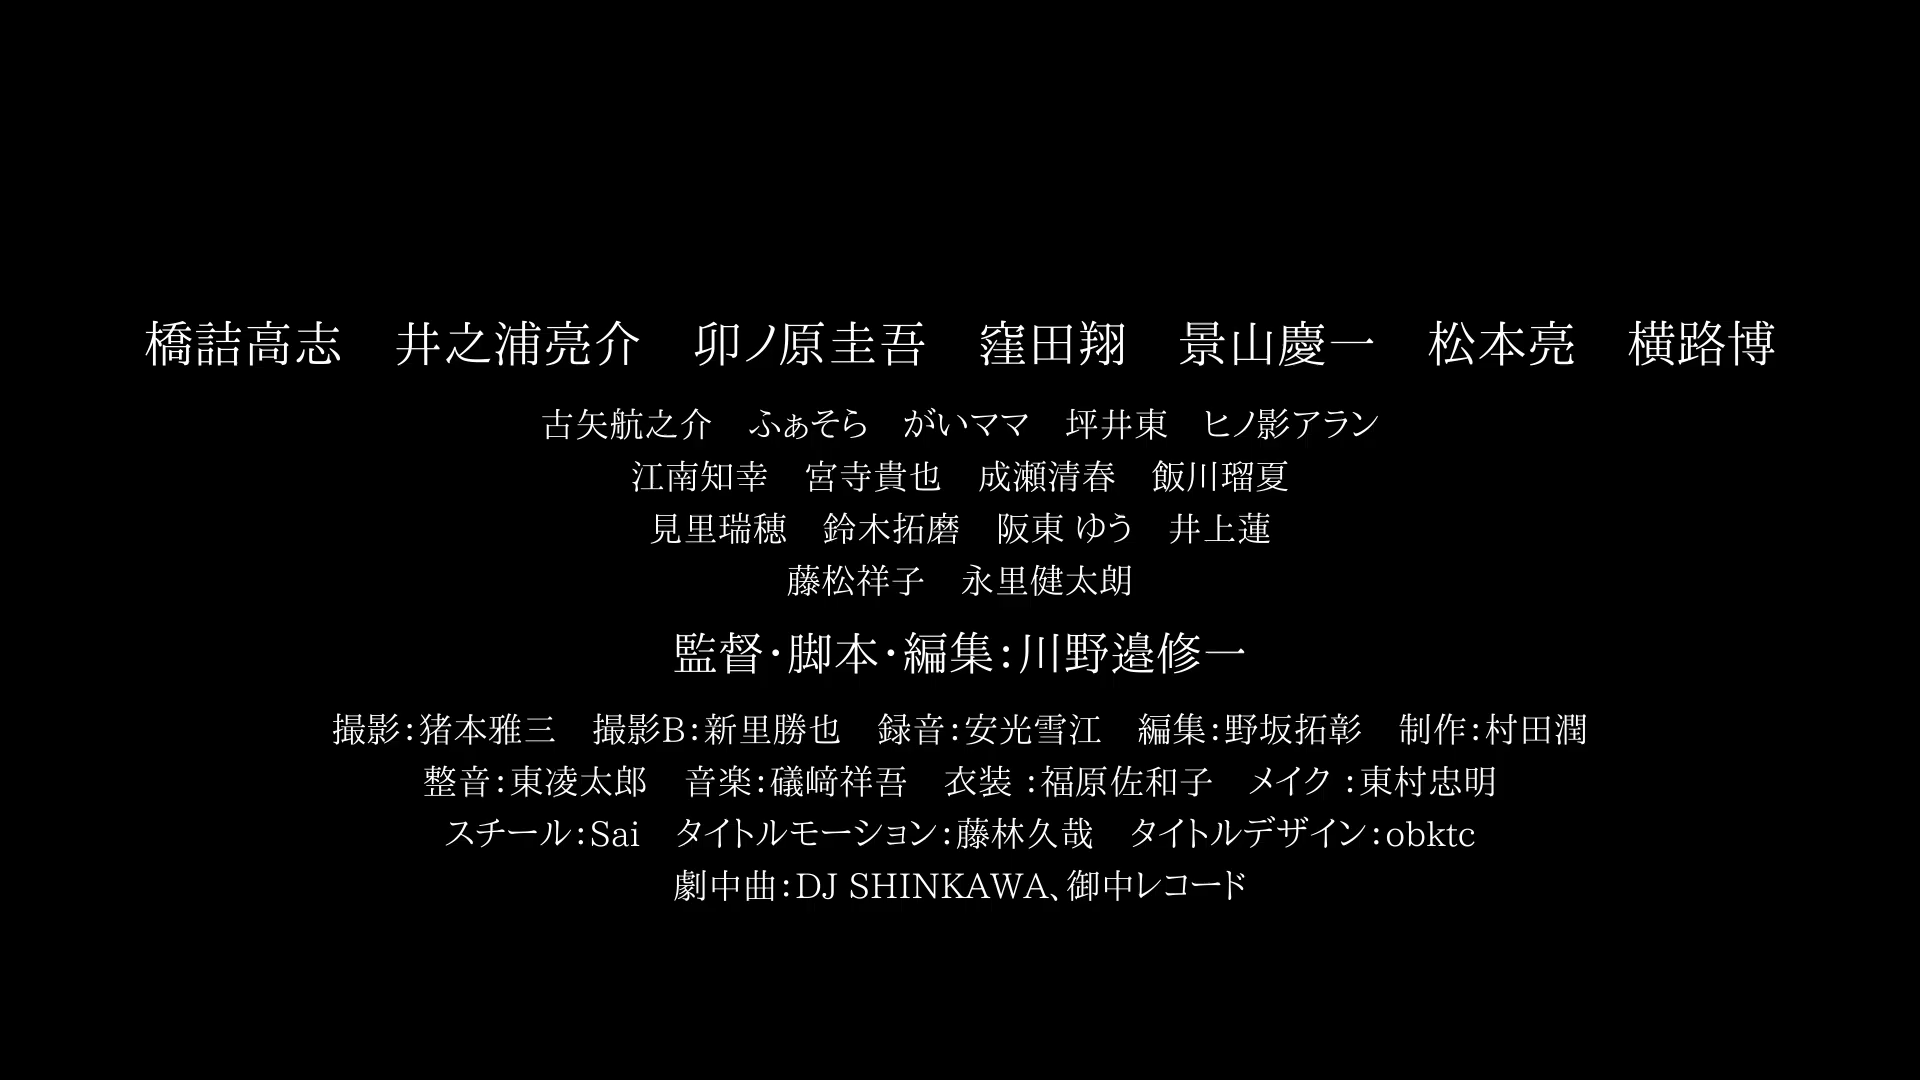 橋詰高志　井之浦亮介　卯ノ原圭吾　窪田翔　景山慶一　松本亮　横路博
古矢航之介　ふぁそら　がいママ　坪井東　ヒノ影アラン
江南知幸　宮寺貴也　成瀬清春　飯川瑠夏
見里瑞穂　鈴木拓磨　阪東 ゆう　井上蓮
藤松祥子　永里健太朗
監督・脚本・編集：川野邉修一
撮影：猪本雅三　撮影B：新里勝也　録音：安光雪江　編集：野坂拓彰　制作：村田潤
整音：東凌太郎　音楽：礒﨑祥吾　衣装 ：福原佐和子　メイク ：東村忠明
スチール：Sai　タイトルモーション：藤林久哉　タイトルデザイン：obktc
劇中曲：DJ SHINKAWA、御中レコード